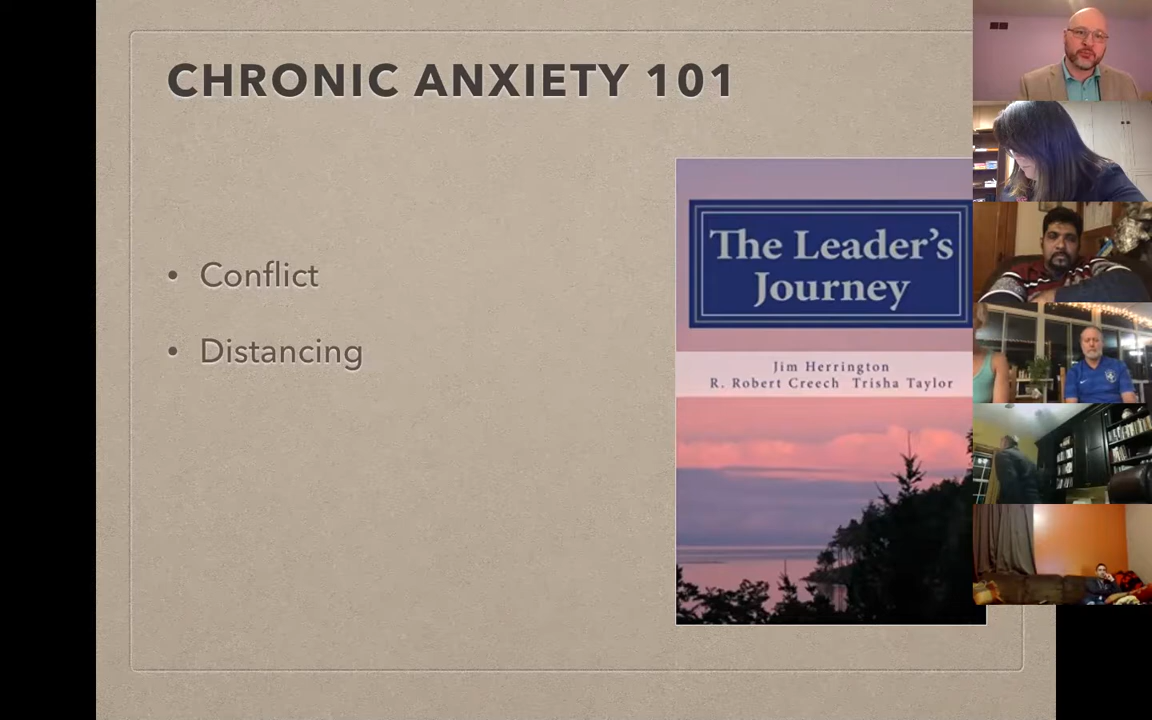 CHRONIC ANXIETY 101
• Conflict
• Distancing
The Leader's
Journey
Jim Herrington
R. Robert Creech Trisha Taylor